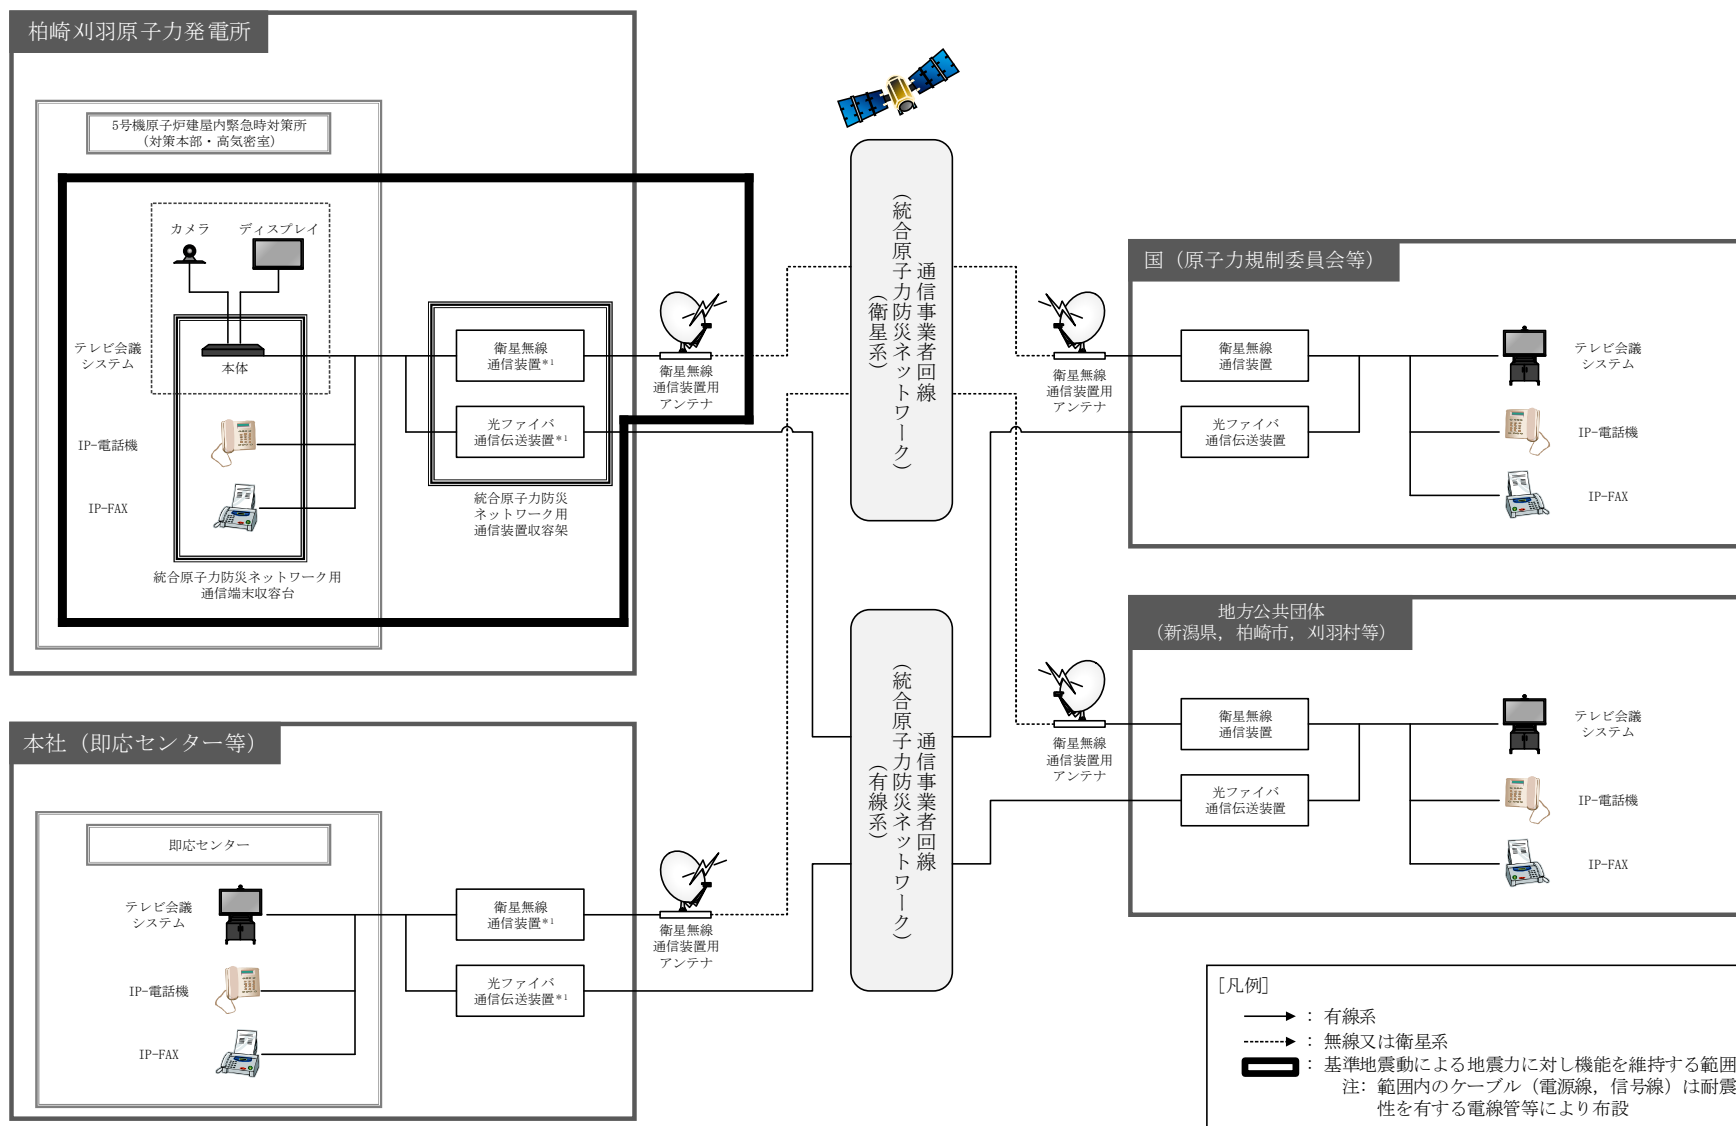 柏崎刈羽原子力発電所
5号機原子炉建屋内緊急時対策所
（対策本部・高気密室）
カメラ
ディスプレイ
テレビ会議
システム
本体
IP-電話機
IP-FAX
統合原子力防災ネットワーク用
通信端末収容台
衛星無線
通信装置*1
光ファイバ
通信伝送装置*1
統合原子力防災
ネットワーク用
通信装置収容架
衛星無線
通信装置用
アンテナ
通信事業者回線
（統合原子力防災ネットワーク）
（衛星系）
通信事業者回線
（統合原子力防災ネットワーク）
（有線系）
衛星無線
通信装置用
アンテナ
国（原子力規制委員会等）
衛星無線
通信装置
光ファイバ
通信伝送装置
テレビ会議
システム
IP-電話機
IP-FAX
衛星無線
通信装置用
アンテナ
地方公共団体
（新潟県，柏崎市，刈羽村等）
衛星無線
通信装置
光ファイバ
通信伝送装置
テレビ会議
システム
IP-電話機
IP-FAX
本社（即応センター等）
即応センター
テレビ会議
システム
IP-電話機
IP-FAX
衛星無線
通信装置*1
光ファイバ
通信伝送装置*1
衛星無線
通信装置用
アンテナ
［凡例］
：有線系
：無線又は衛星系
：基準地震動による地震力に対し機能を維持する範囲
注：範囲内のケーブル（電源線，信号線）は耐震
性を有する電線管等により布設